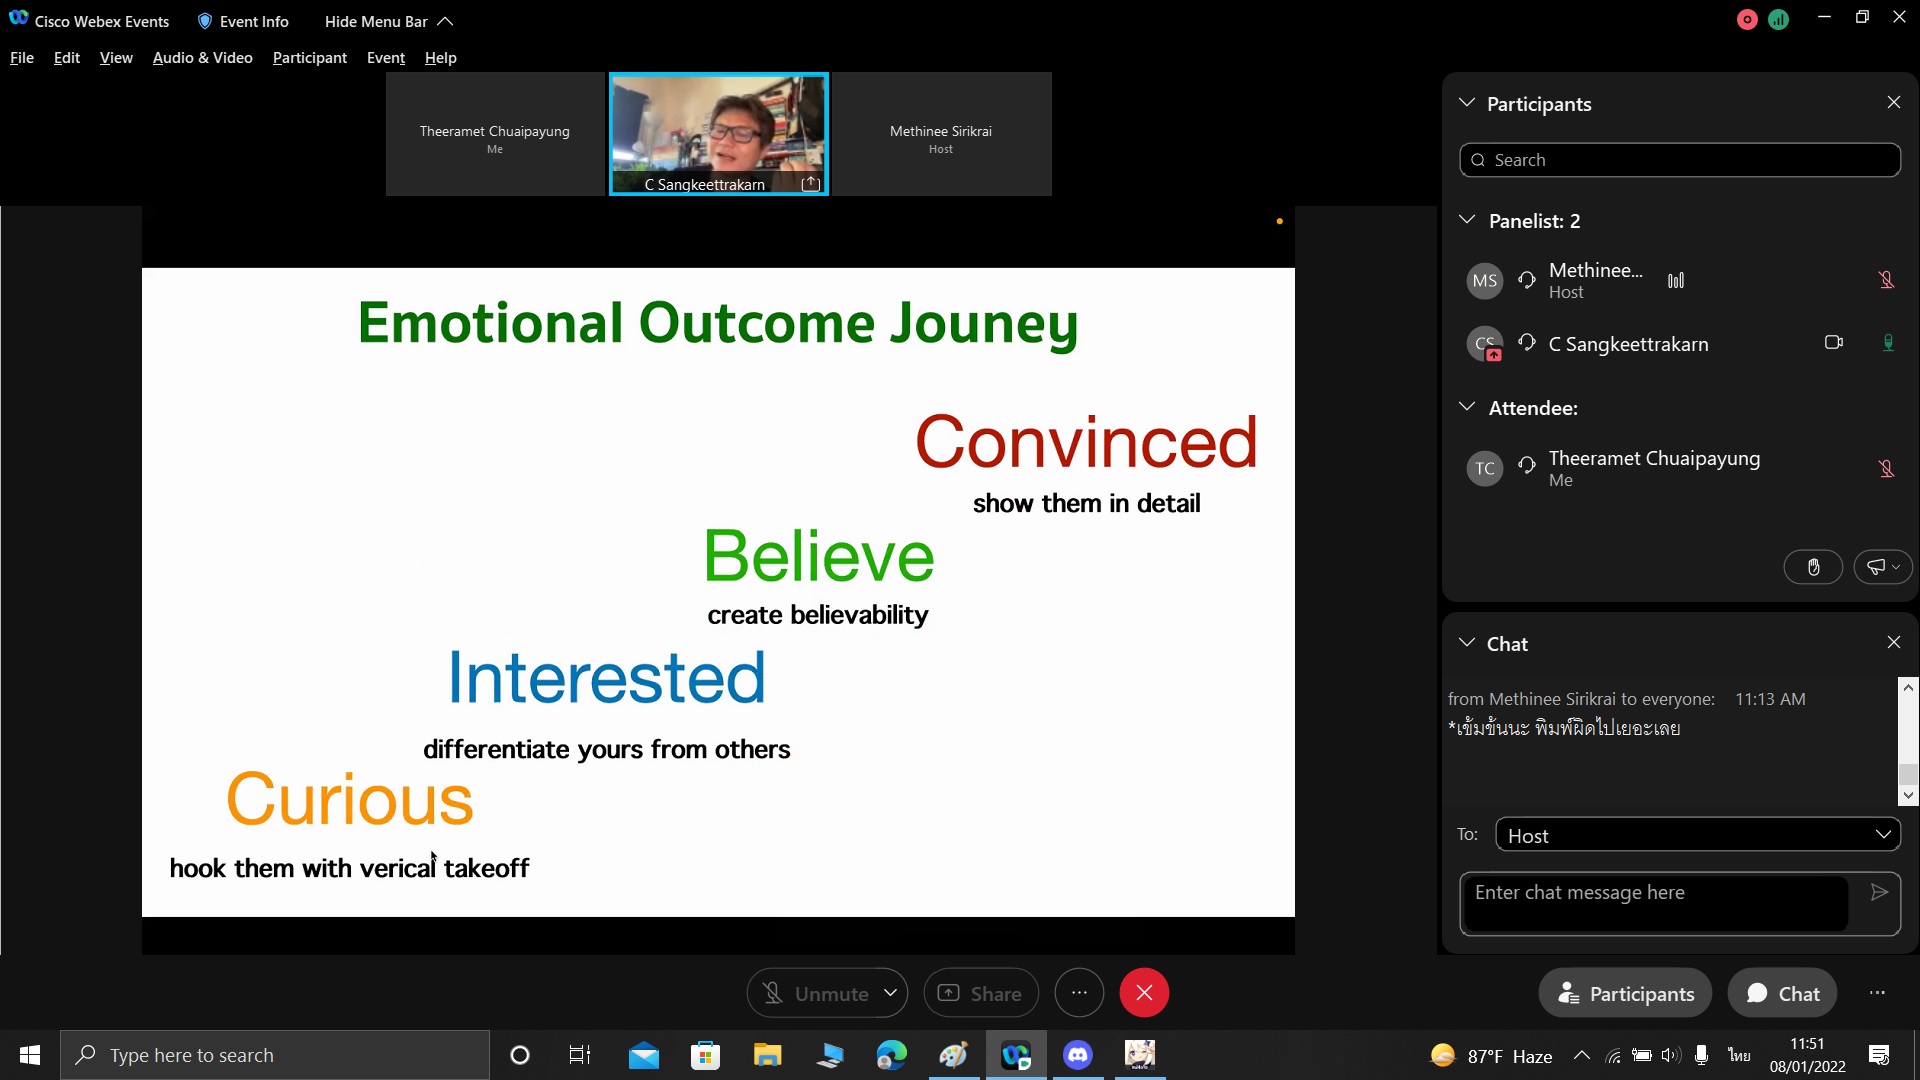 Cisco Webex Events Event Info Hide Menu Bar
File Edit View Audio & Video Participant Event Help
Theeramet Chuaipayung
Me
C Sangkeettrakarn
Methinee Sirikrai
Host
Emotional Outcome Jouney
Convinced
show them in detail
Believe
create believability
Interested
differentiate yours from others
Curious
hook them with verical takeoff
Participants
Search
Panelist: 2
MS Methinee...
Host
CS C Sangkeettrakarn
Attendee:
TC Theeramet Chuaipayung
Me
Chat
from Methinee Sirikrai to everyone: 11:13 AM
*เข้มข้นนะ พิมพ์ผิดไปเยอะเลย
To: Host
Enter chat message here
Unmute Share Participants Chat
Type here to search
87°F Haze
ไทย
11:51
08/01/2022